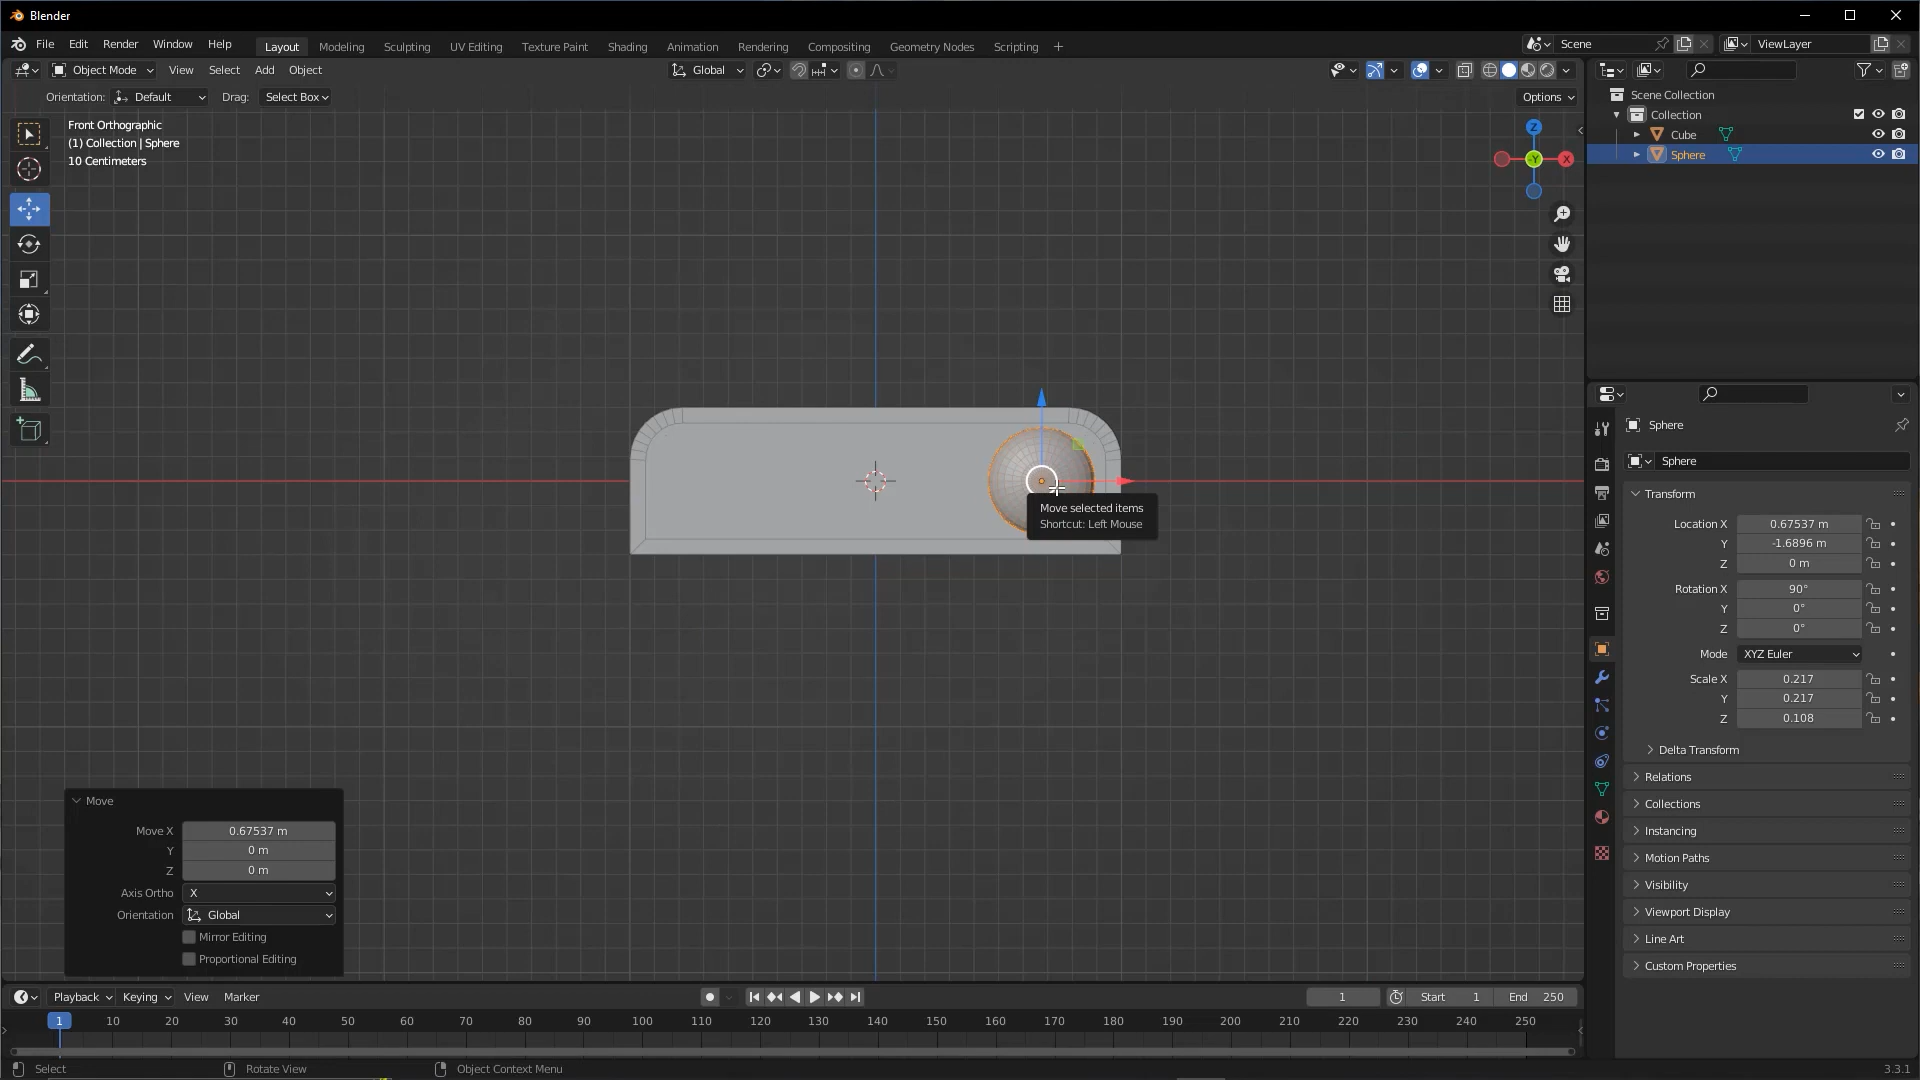 Blender
File Edit Render Window Help Layout Modeling Sculpting UV Editing Texture Paint Shading Animation Rendering Compositing Geometry Nodes Scripting + Scene ViewLayer
Object Mode View Select Add Object Global
Orientation: Default Drag: Select Box Options
Front Orthographic
(1) Collection | Sphere
10 Centimeters
Z
-Y
X
Scene Collection
Collection
Cube
Sphere
Move selected items
Shortcut: Left Mouse
Sphere
Sphere
Transform
Location X 0.67537 m
Y -1.6896 m
Z 0 m
Rotation X 90°
Y 0°
Z 0°
Mode XYZ Euler
Scale X 0.217
Y 0.217
Z 0.108
Delta Transform
Relations
Collections
Instancing
Motion Paths
Visibility
Viewport Display
Line Art
Custom Properties
Move
Move X 0.67537 m
Y 0 m
Z 0 m
Axis Ortho X
Orientation Global
Mirror Editing
Proportional Editing
Playback Keying View Marker 1 Start 1 End 250
1 10 20 30 40 50 60 70 80 90 100 110 120 130 140 150 160 170 180 190 200 210 220 230 240 250
Select Rotate View Object Context Menu 3.3.1